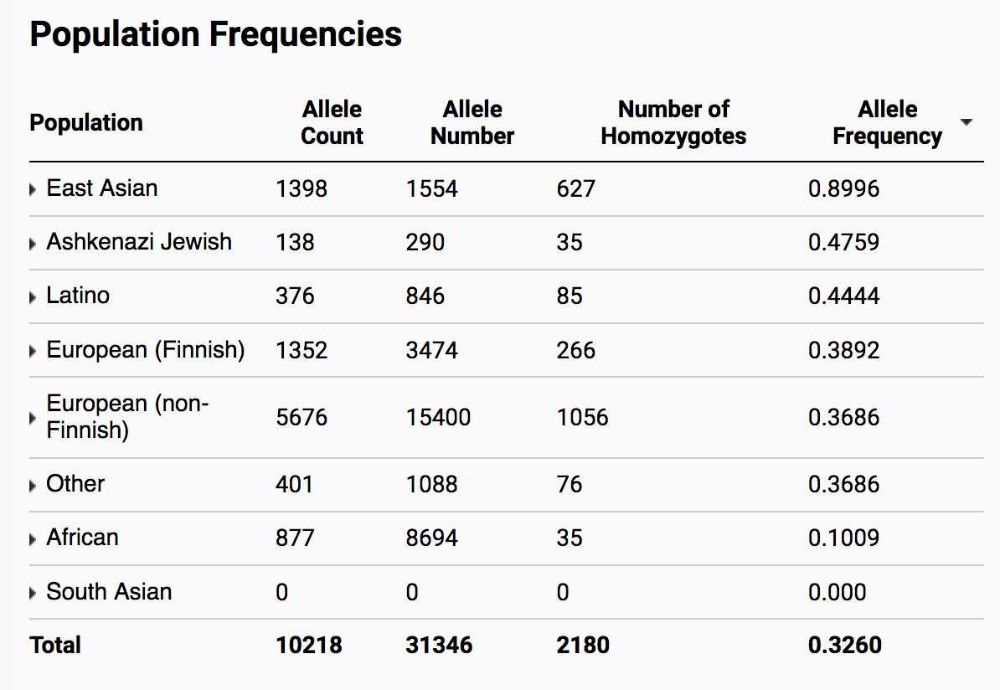 Population Frequencies
Population Allele Count Allele Number Number of Homozygotes Allele Frequency
East Asian 1398 1554 627 0.8996
Ashkenazi Jewish 138 290 35 0.4759
Latino 376 846 85 0.4444
European (Finnish) 1352 3474 266 0.3892
European (non-Finnish) 5676 15400 1056 0.3686
Other 401 1088 76 0.3686
African 877 8694 35 0.1009
South Asian 0 0 0 0.000
Total 10218 31346 2180 0.3260